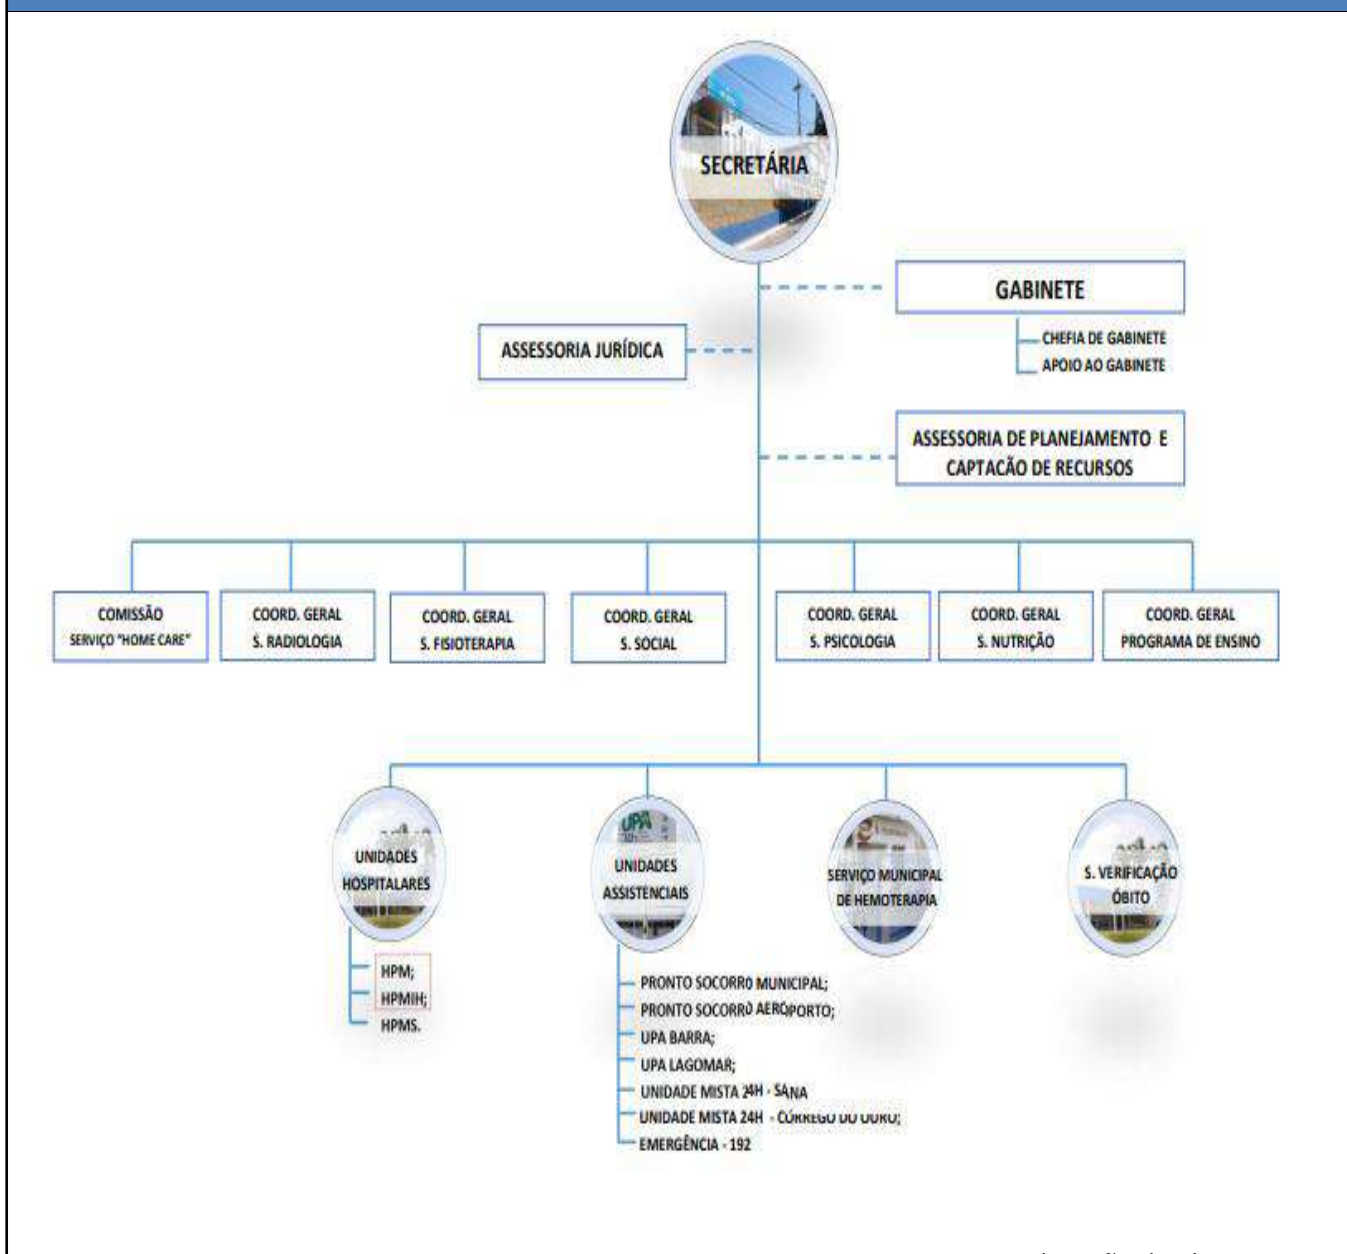 SECRETÁRIA
GABINETE
CHEFIA DE GABINETE
APOIO AO GABINETE
ASSESSORIA JURÍDICA
ASSESSORIA DE PLANEJAMENTO E
CAPTACÃO DE RECURSOS
COMISSÃO
SERVIÇO "HOME CARE"
COORD. GERAL
S. RADIOLOGIA
COORD. GERAL
S. FISIOTERAPIA
COORD. GERAL
S. SOCIAL
COORD. GERAL
S. PSICOLOGIA
COORD. GERAL
S. NUTRIÇÃO
COORD. GERAL
PROGRAMA DE ENSINO
UNIDADES
HOSPITALARES
HPM;
HPMIH;
HPMS.
UPA
UNIDADES
ASSISTENCIAIS
PRONTO SOCORRO MUNICIPAL;
PRONTO SOCORRO AEROPORTO;
UPA BARRA;
UPA LAGOMAR;
UNIDADE MISTA 24H - SANA
UNIDADE MISTA 24H - CÓRREGO DO OURO;
EMERGÊNCIA - 192
SERVIÇO MUNICIPAL
DE HEMOTERAPIA
S. VERIFICAÇÃO
ÓBITO